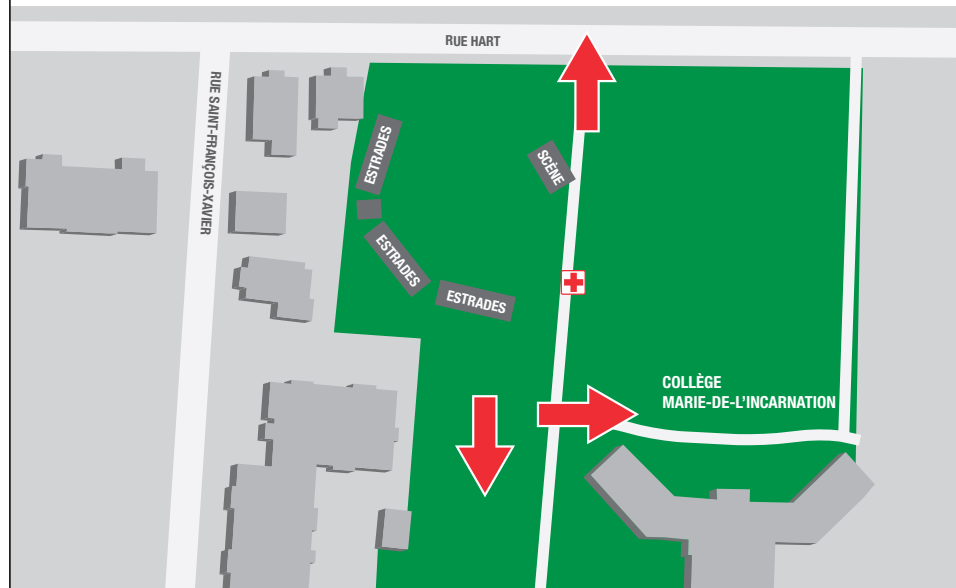 RUE HART
RUE SAINT-FRANÇOIS-XAVIER
ESTRADES
SCÈNE
ESTRADES
ESTRADES
COLLÈGE
MARIE-DE-L'INCARNATION